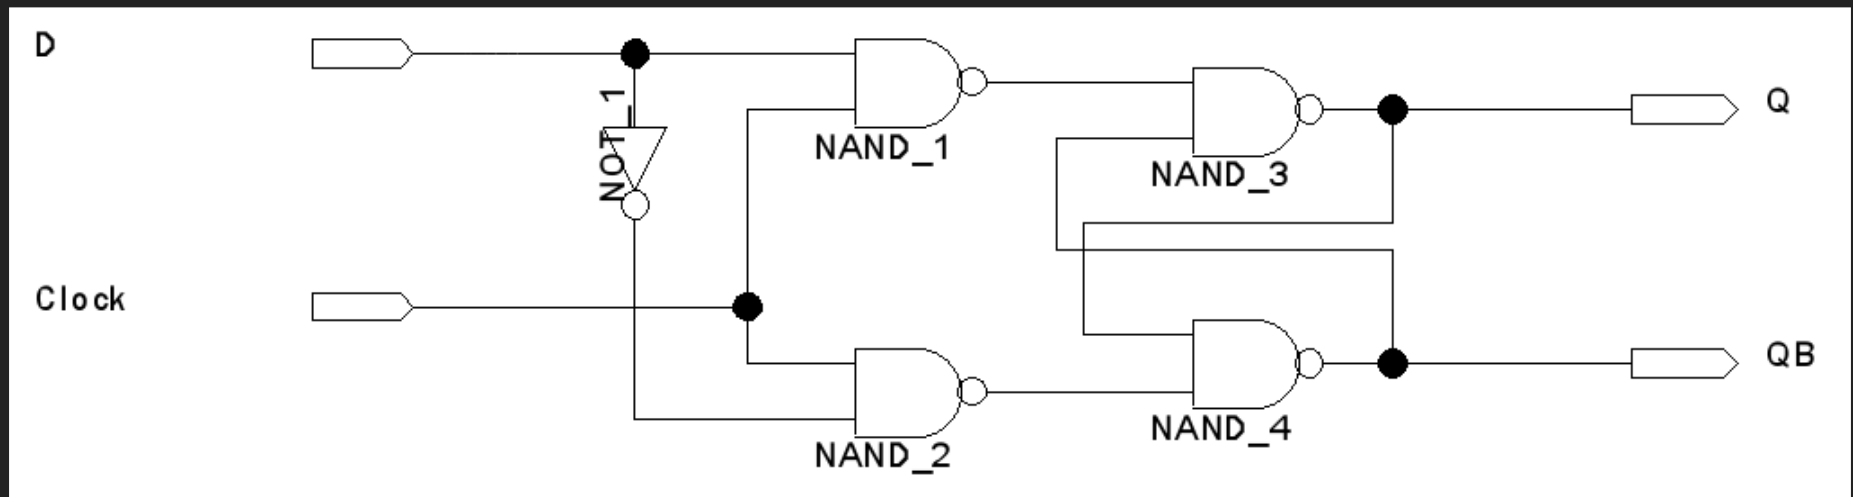 D
NOT_1
NAND_1
NAND_3
Q
Clock
NAND_2
NAND_4
QB